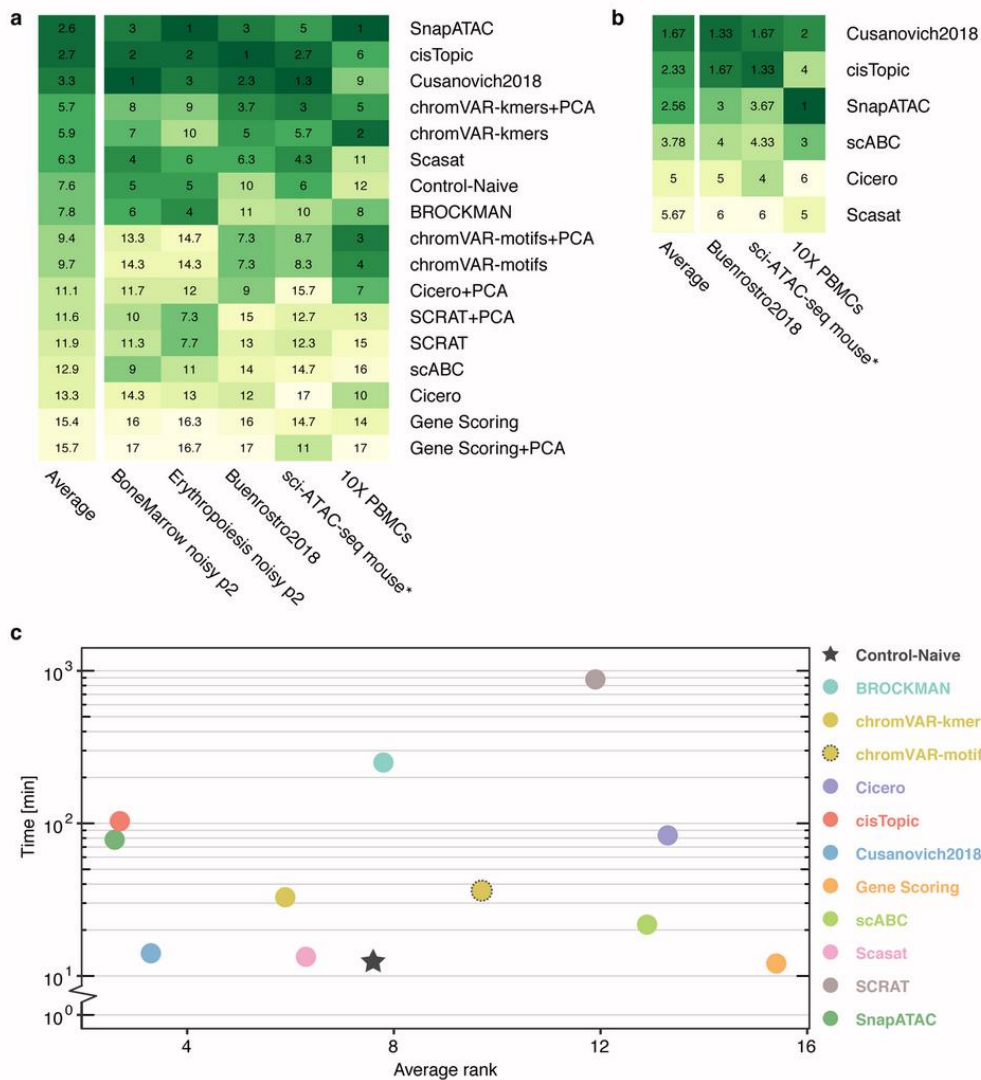 a
2.6 3 1 3 5 1 SnapATAC
2.7 2 2 1 2.7 6 cisTopic
3.3 1 3 2.3 1.3 9 Cusanovich2018
5.7 8 9 3.7 3 5 chromVAR-kmers+PCA
5.9 7 10 5 5.7 2 chromVAR-kmers
6.3 4 6 6.3 4.3 11 Scasat
7.6 5 5 10 6 12 Control-Naive
7.8 6 4 11 10 8 BROCKMAN
9.4 13.3 14.7 7.3 8.7 3 chromVAR-motifs+PCA
9.7 14.3 14.3 7.3 8.3 4 chromVAR-motifs
11.1 11.7 12 9 15.7 7 Cicero+PCA
11.6 10 7.3 15 12.7 13 SCRAT+PCA
11.9 11.3 7.7 13 12.3 15 SCRAT
12.9 9 11 14 14.7 16 scABC
13.3 14.3 13 12 17 10 Cicero
15.4 16 16.3 16 14.7 14 Gene Scoring
15.7 17 16.7 17 11 17 Gene Scoring+PCA
Average
BoneMarrow noisy p2
Erythropoiesis noisy p2
Buenrostro2018
sci-ATAC-seq mouse*
10X PBMCs
b
1.67 1.33 1.67 2 Cusanovich2018
2.33 1.67 1.33 4 cisTopic
2.56 3 3.67 1 SnapATAC
3.78 4 4.33 3 scABC
5 5 4 6 Cicero
5.67 6 6 5 Scasat
Average
Buenrostro2018
sci-ATAC-seq mouse*
10X PBMCs
c
Time [min]
10³
10²
10¹
10⁰
4 8 12 16
Average rank
Control-Naive
BROCKMAN
chromVAR-kmer
chromVAR-motif
Cicero
cisTopic
Cusanovich2018
Gene Scoring
scABC
Scasat
SCRAT
SnapATAC